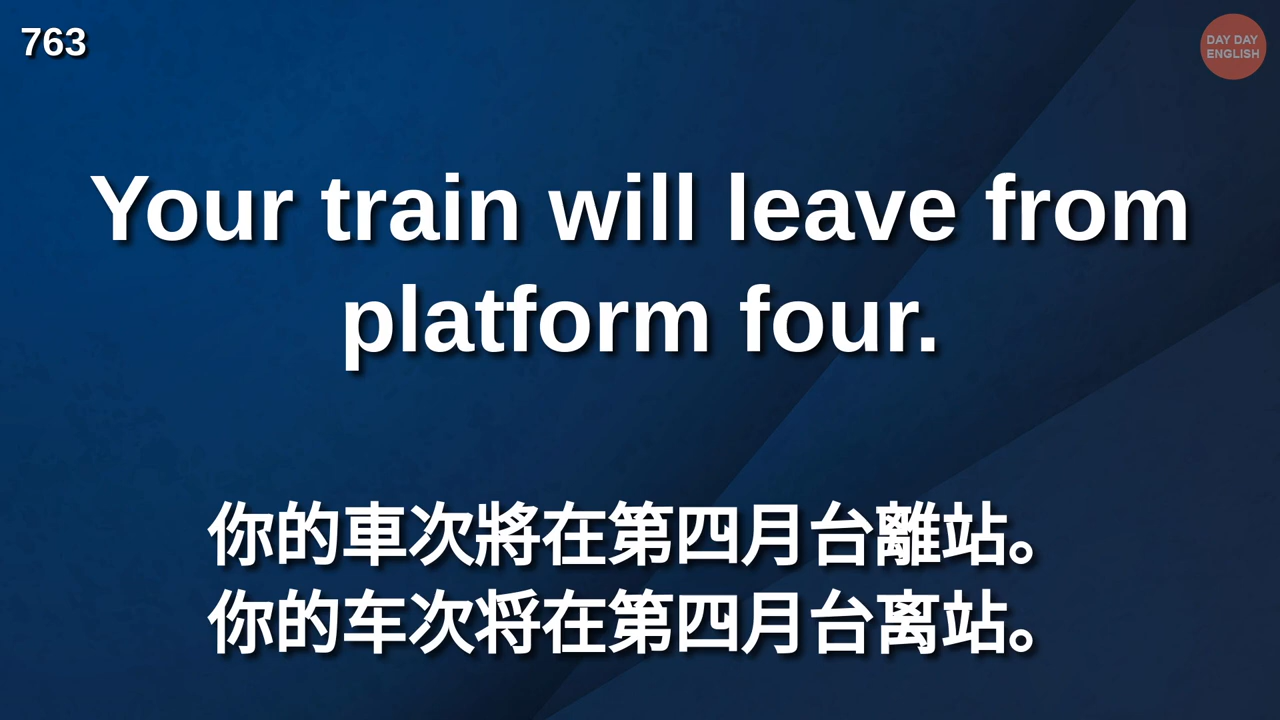 763
DAY DAY
ENGLISH
Your train will leave from
platform four.
你的車次將在第四月台離站。
你的车次将在第四月台离站。